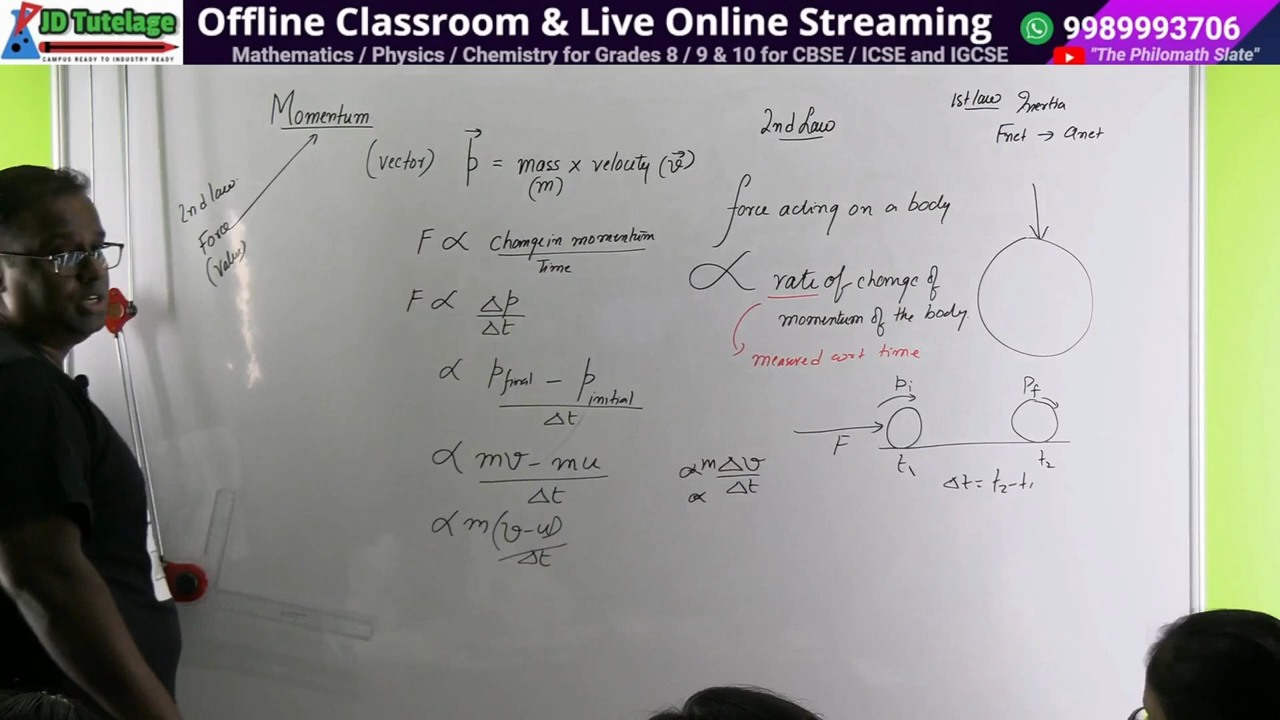 JD Tutelage
CAMPUS READY TO INDUSTRY READY
Offline Classroom & Live Online Streaming
9989993706
Mathematics / Physics / Chemistry for Grades 8 / 9 & 10 for CBSE / ICSE and IGCSE
"The Philomath Slate"
Momentum
2nd law
Force
(value)
(vector) p⃗ = mass × velocity (v⃗)
(m)
F ∝ change in momentum
Time
F ∝ Δp
Δt
∝ pfinal − pinitial
Δt
∝ mv − mu
Δt
∝ m(v−u)
Δt
∝ m Δv
Δt
∝
2nd Law
force acting on a body
∝ rate of change of
momentum of the body
measured wrt time
1st law Inertia
Fnet → anet
Pi
Pf
F
t₁
t₂
Δt = t₂−t₁